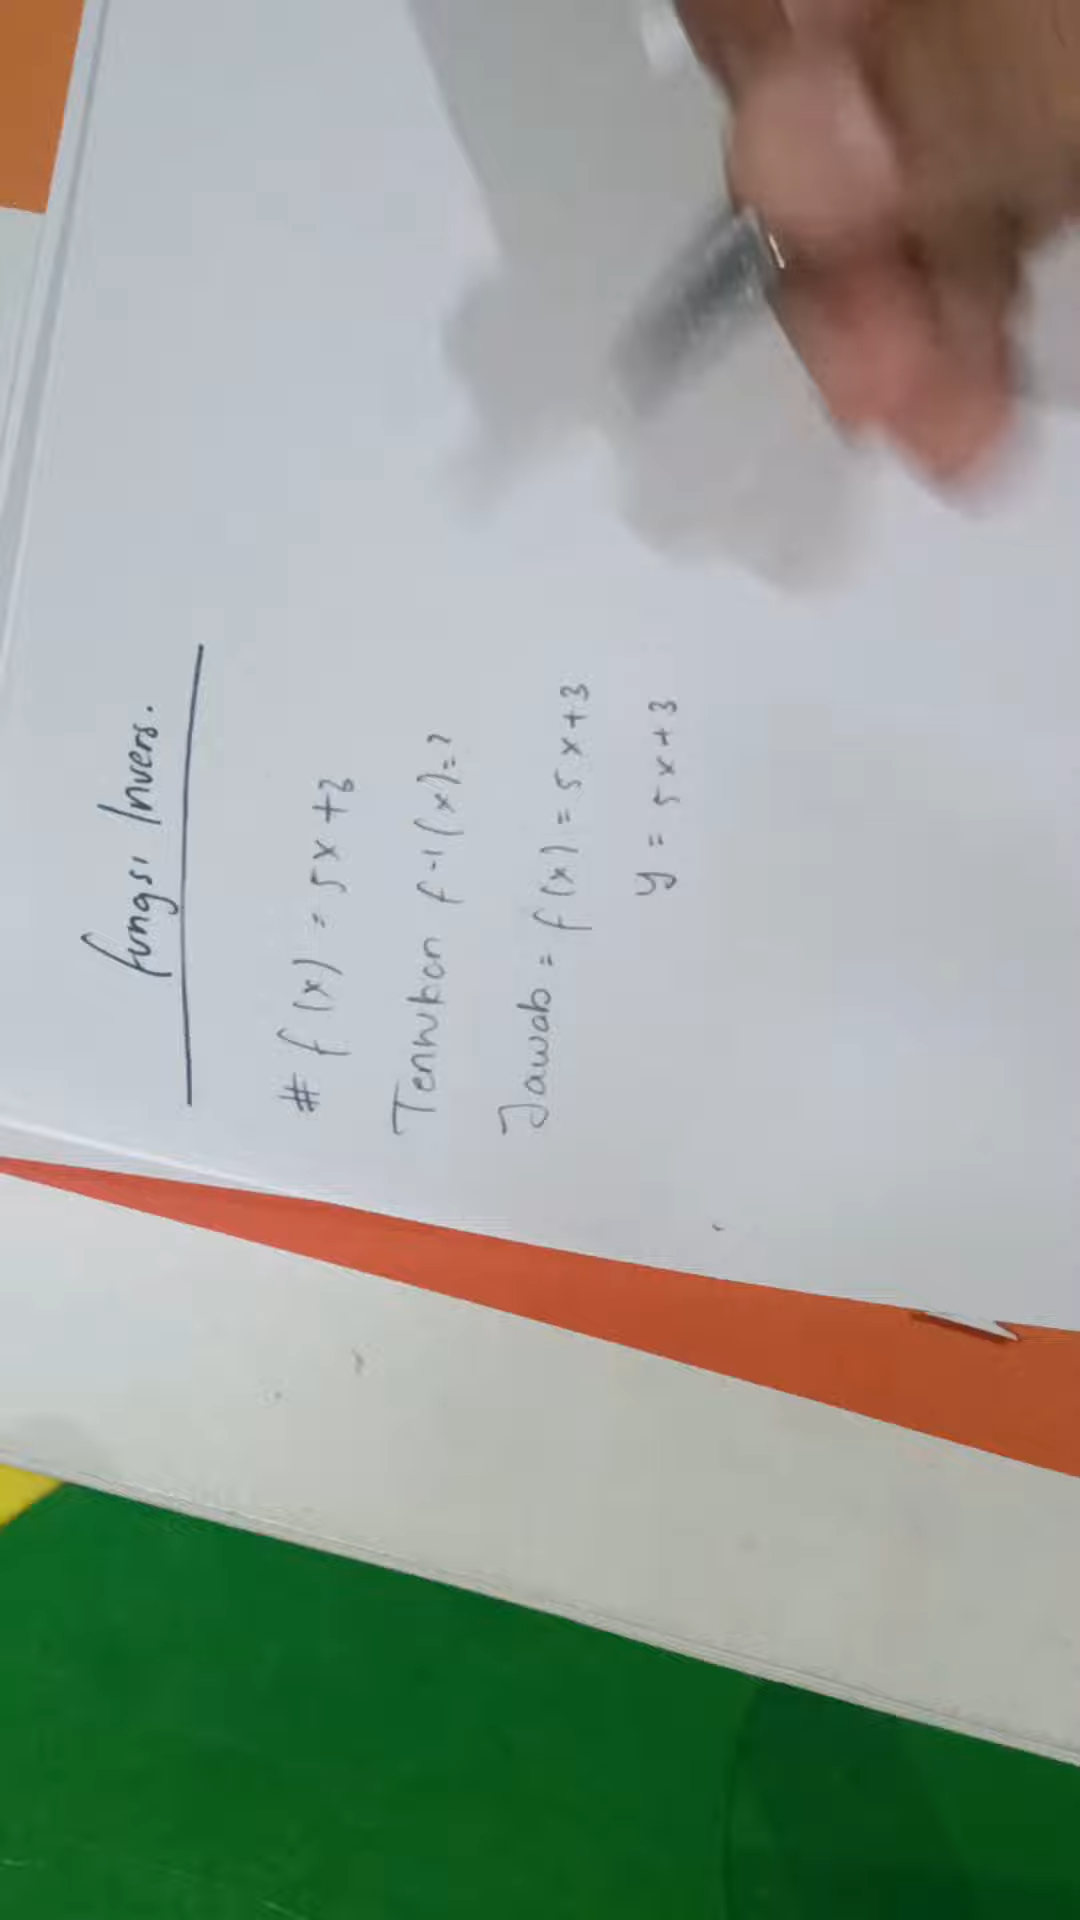 fungsi Invers.
# f(x) = 5x+3
Tentukan f-1(x)=?
Jawab = f(x) = 5x+3
y = 5x+3